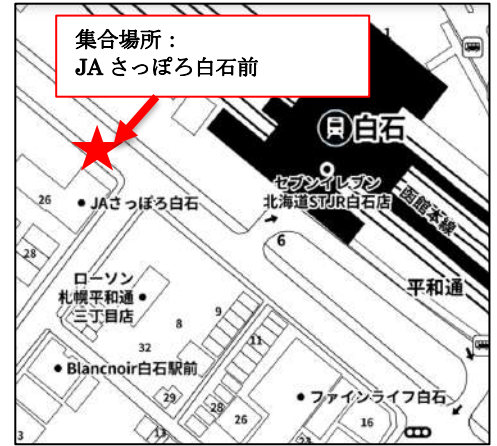 集合場所：
JA さっぽろ白石前
1
白石
セブンイレブン
北海道STJR白石店
函館本線
26
JAさっぽろ白石
6
28
平和通
ローソン
札幌平和通
三丁目店
9
8
11
32
Blancnoir白石駅前
29
28
ファインライフ白石
26
16
3
13
23